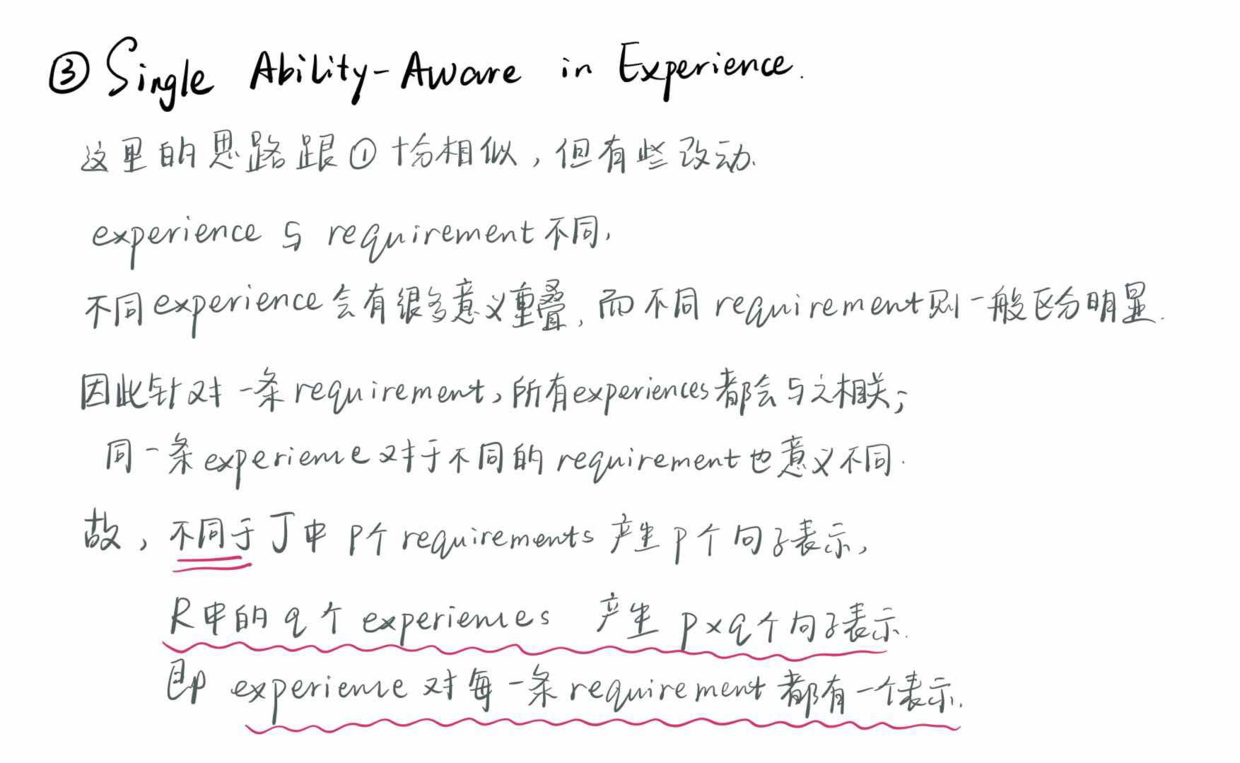 ③ Single Ability-Aware in Experience.
这里的思路跟①十分相似，但有些改动.
experience 与 requirement 不同，
不同 experience 会有很多意义重叠，而不同 requirement 则一般区分明显.
因此针对一条 requirement，所有 experiences 都会与之相关；
同一条 experience 对于不同的 requirement 也意义不同.
故，不同于 J 中 p个 requirements 产生 p 个句子表示，
R 中的 q 个 experiences 产生 p×q个句子表示.
即 experience 对每一条 requirement 都有一个表示.